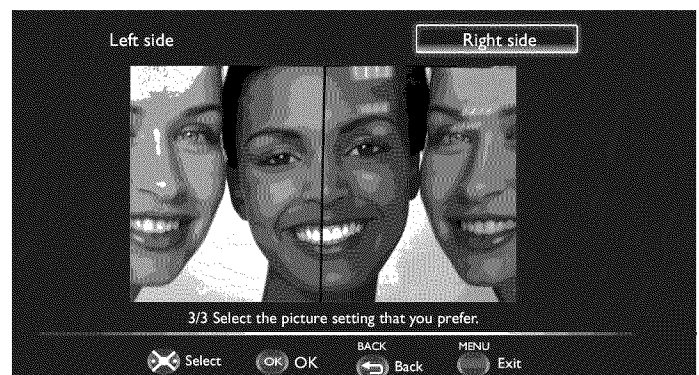 Left side
Right side
3/3 Select the picture setting that you prefer.
Select
OK OK
BACK
Back
MENU
Exit